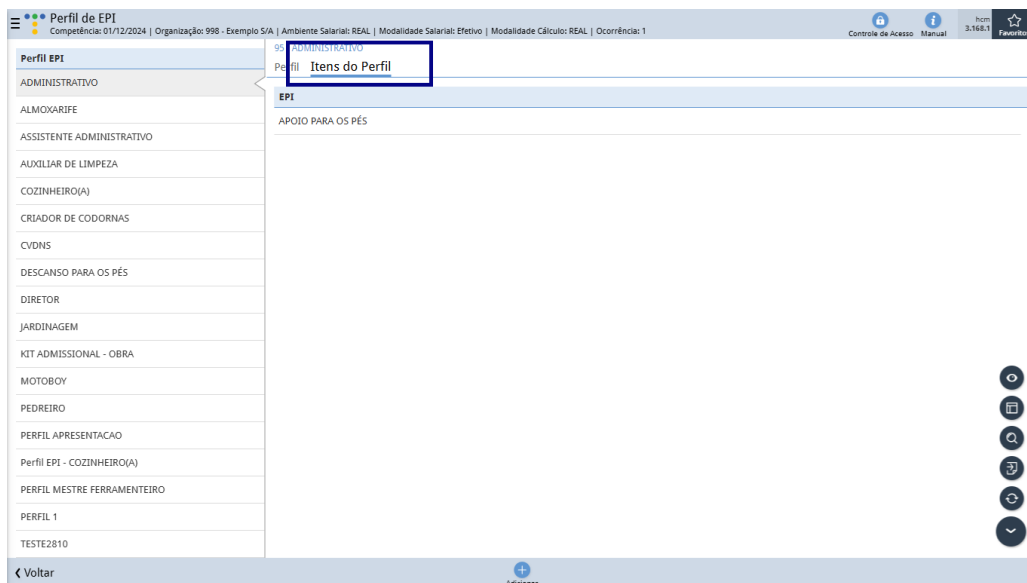 Perfil de EPI
Competência: 01/12/2024 | Organização: 998 - Exemplo S/A | Ambiente Salarial: REAL | Modalidade Salarial: Efetivo | Modalidade Cálculo: REAL | Ocorrência: 1
Controle de Acesso
Manual
hcm
3.168.1
Favorito
Perfil EPI
ADMINISTRATIVO
ALMOXARIFE
ASSISTENTE ADMINISTRATIVO
AUXILIAR DE LIMPEZA
COZINHEIRO(A)
CRIADOR DE CODORNAS
CVDNS
DESCANSO PARA OS PÉS
DIRETOR
JARDINAGEM
KIT ADMISSIONAL - OBRA
MOTOBOY
PEDREIRO
PERFIL APRESENTACAO
Perfil EPI - COZINHEIRO(A)
PERFIL MESTRE FERRAMENTEIRO
PERFIL 1
TESTE2810
95 ADMINISTRATIVO
Perfil Itens do Perfil
EPI
APOIO PARA OS PÉS
Voltar